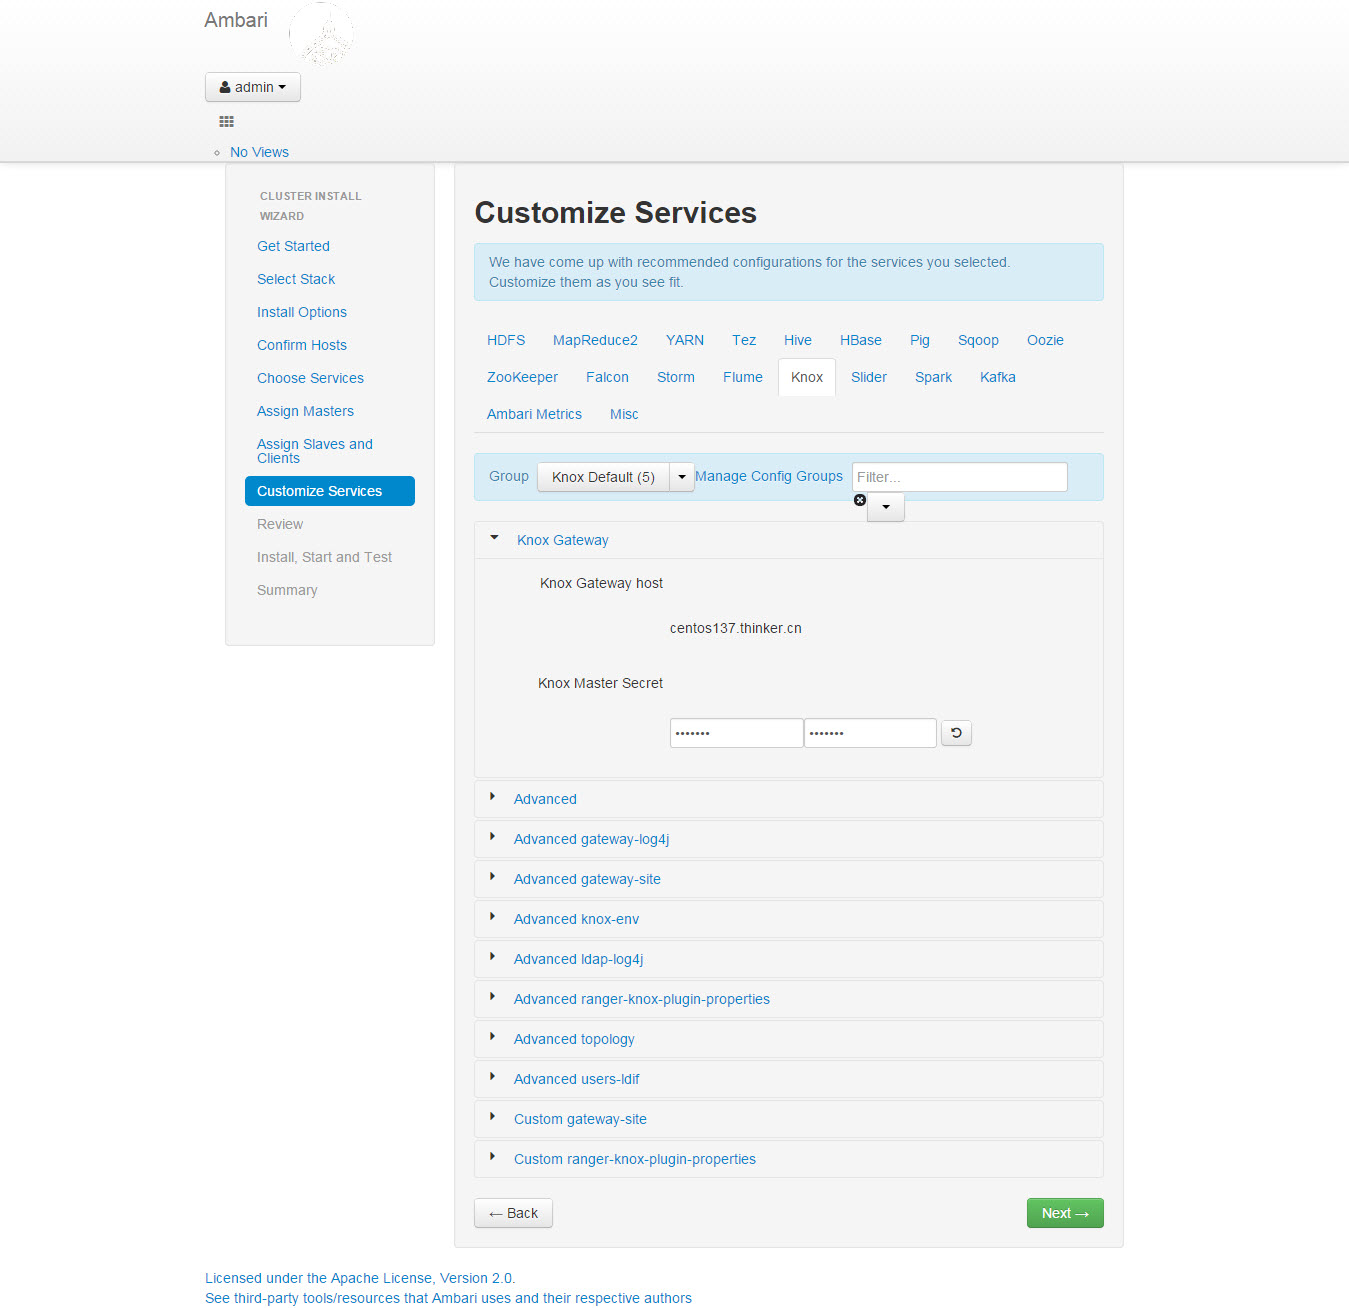 Ambari
admin
No Views
CLUSTER INSTALL
WIZARD
Get Started
Select Stack
Install Options
Confirm Hosts
Choose Services
Assign Masters
Assign Slaves and
Clients
Customize Services
Review
Install, Start and Test
Summary
Customize Services
We have come up with recommended configurations for the services you selected.
Customize them as you see fit.
HDFS MapReduce2 YARN Tez Hive HBase Pig Sqoop Oozie
ZooKeeper Falcon Storm Flume Knox Slider Spark Kafka
Ambari Metrics Misc
Group Knox Default (5) Manage Config Groups Filter...
Knox Gateway
Knox Gateway host
centos137.thinker.cn
Knox Master Secret
••••••• •••••••
Advanced
Advanced gateway-log4j
Advanced gateway-site
Advanced knox-env
Advanced ldap-log4j
Advanced ranger-knox-plugin-properties
Advanced topology
Advanced users-ldif
Custom gateway-site
Custom ranger-knox-plugin-properties
← Back Next →
Licensed under the Apache License, Version 2.0.
See third-party tools/resources that Ambari uses and their respective authors